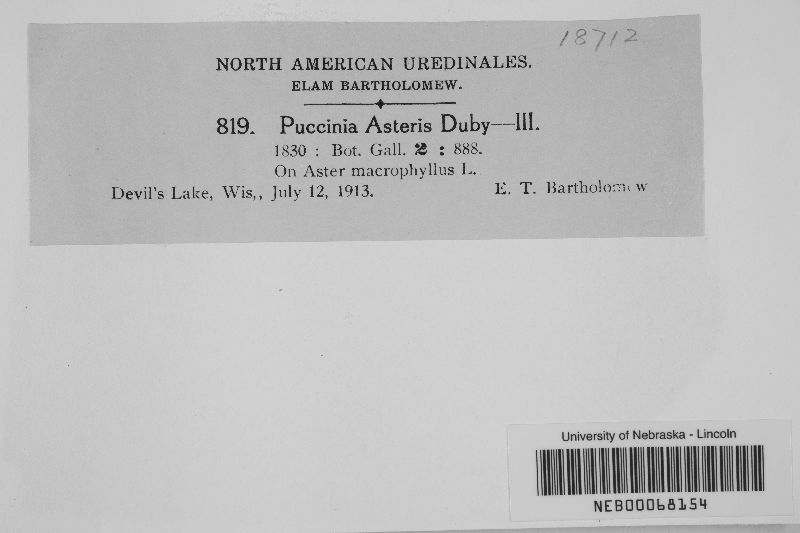 18712
NORTH AMERICAN UREDINALES.
ELAM BARTHOLOMEW.
819. Puccinia Asteris Duby—III.
1830 : Bot. Gall. 2 : 888.
On Aster macrophyllus L.
Devil's Lake, Wis,, July 12, 1913. E. T. Bartholomew
University of Nebraska - Lincoln
NEB00068154